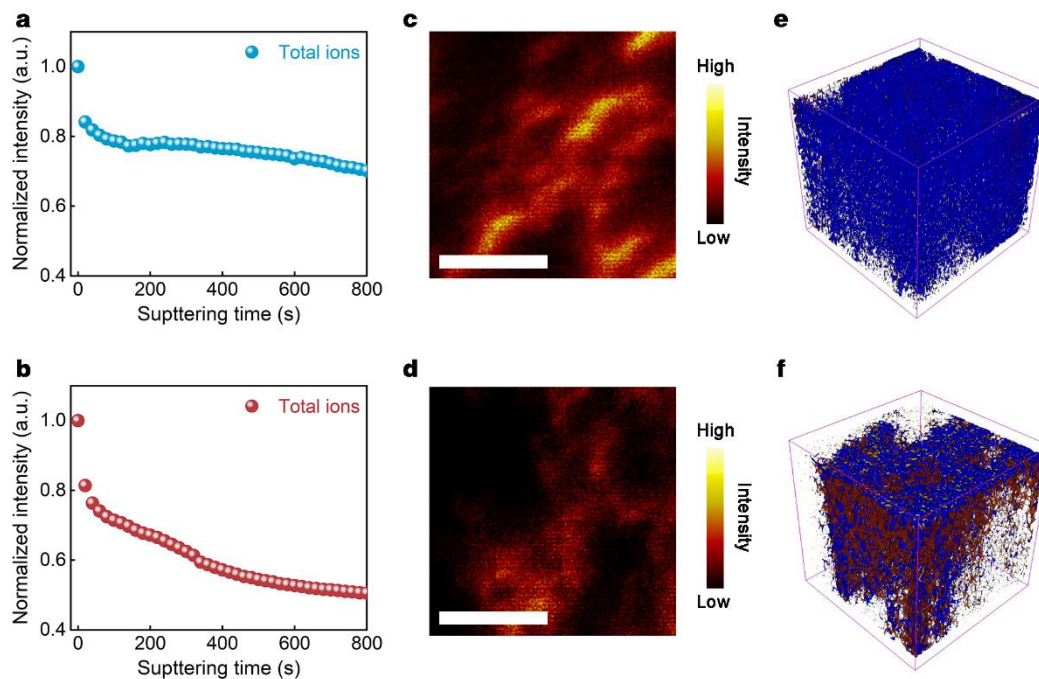 a
Normalized intensity (a.u.)
1.0
0.8
0.6
0.4
Total ions
0 200 400 600 800
Supttering time (s)
c
High
Intensity
Low
e
b
Normalized intensity (a.u.)
1.0
0.8
0.6
0.4
Total ions
0 200 400 600 800
Supttering time (s)
d
High
Intensity
Low
f